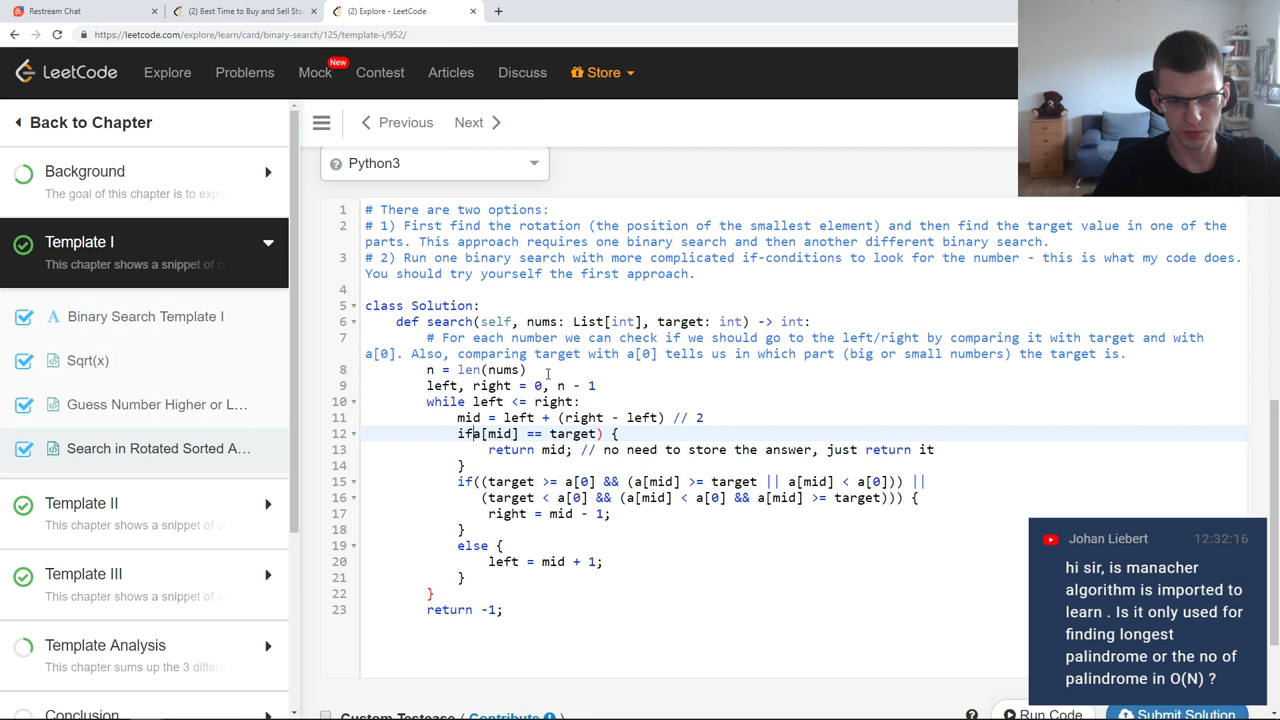 Restream Chat
(2) Best Time to Buy and Sell Sto
(2) Explore - LeetCode
https://leetcode.com/explore/learn/card/binary-search/125/template-i/952/
LeetCode
Explore
Problems
Mock
New
Contest
Articles
Discuss
Store
Back to Chapter
Previous
Next
Background
The goal of this chapter is to expl
Template I
This chapter shows a snippet of c
A Binary Search Template I
Sqrt(x)
Guess Number Higher or L...
Search in Rotated Sorted A...
Template II
This chapter shows a snippet of c
Template III
This chapter shows a snippet of c
Template Analysis
This chapter sums up the 3 differe
Conclusion
Python3
1 # There are two options:
2 # 1) First find the rotation (the position of the smallest element) and then find the target value in one of the
parts. This approach requires one binary search and then another different binary search.
3 # 2) Run one binary search with more complicated if-conditions to look for the number - this is what my code does.
You should try yourself the first approach.
4
5 class Solution:
6 def search(self, nums: List[int], target: int) -> int:
7 # For each number we can check if we should go to the left/right by comparing it with target and with
a[0]. Also, comparing target with a[0] tells us in which part (big or small numbers) the target is.
8 n = len(nums)
9 left, right = 0, n - 1
10 while left <= right:
11 mid = left + (right - left) // 2
12 ifa[mid] == target) {
13 return mid; // no need to store the answer, just return it
14 }
15 if((target >= a[0] && (a[mid] >= target || a[mid] < a[0])) ||
16 (target < a[0] && (a[mid] < a[0] && a[mid] >= target))) {
17 right = mid - 1;
18 }
19 else {
20 left = mid + 1;
21 }
22 }
23 return -1;
Custom Testcase (Contribute
Run Code
Submit Solution
Johan Liebert
12:32:16
hi sir, is manacher
algorithm is imported to
learn . Is it only used for
finding longest
palindrome or the no of
palindrome in O(N) ?